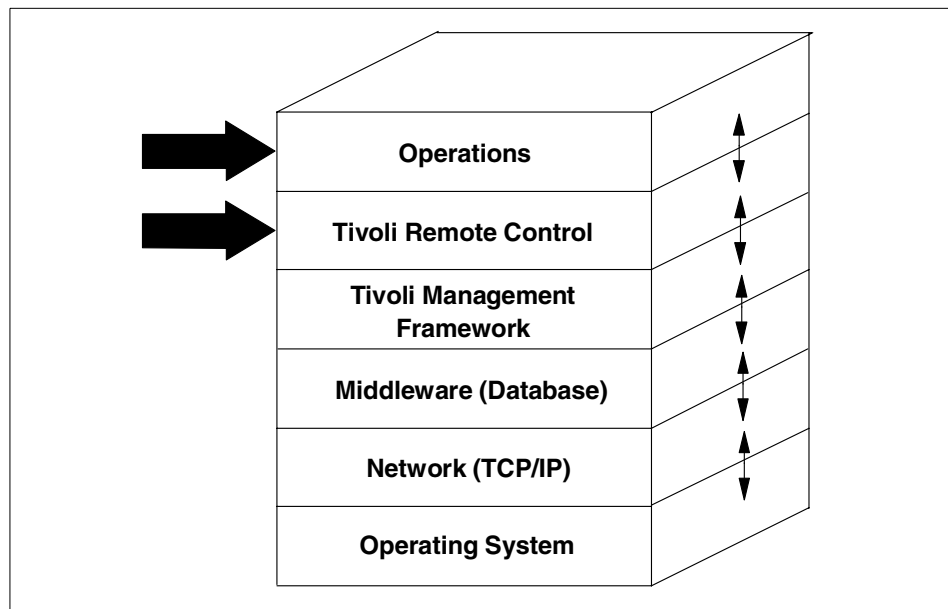 Operations
Tivoli Remote Control
Tivoli Management
Framework
Middleware (Database)
Network (TCP/IP)
Operating System